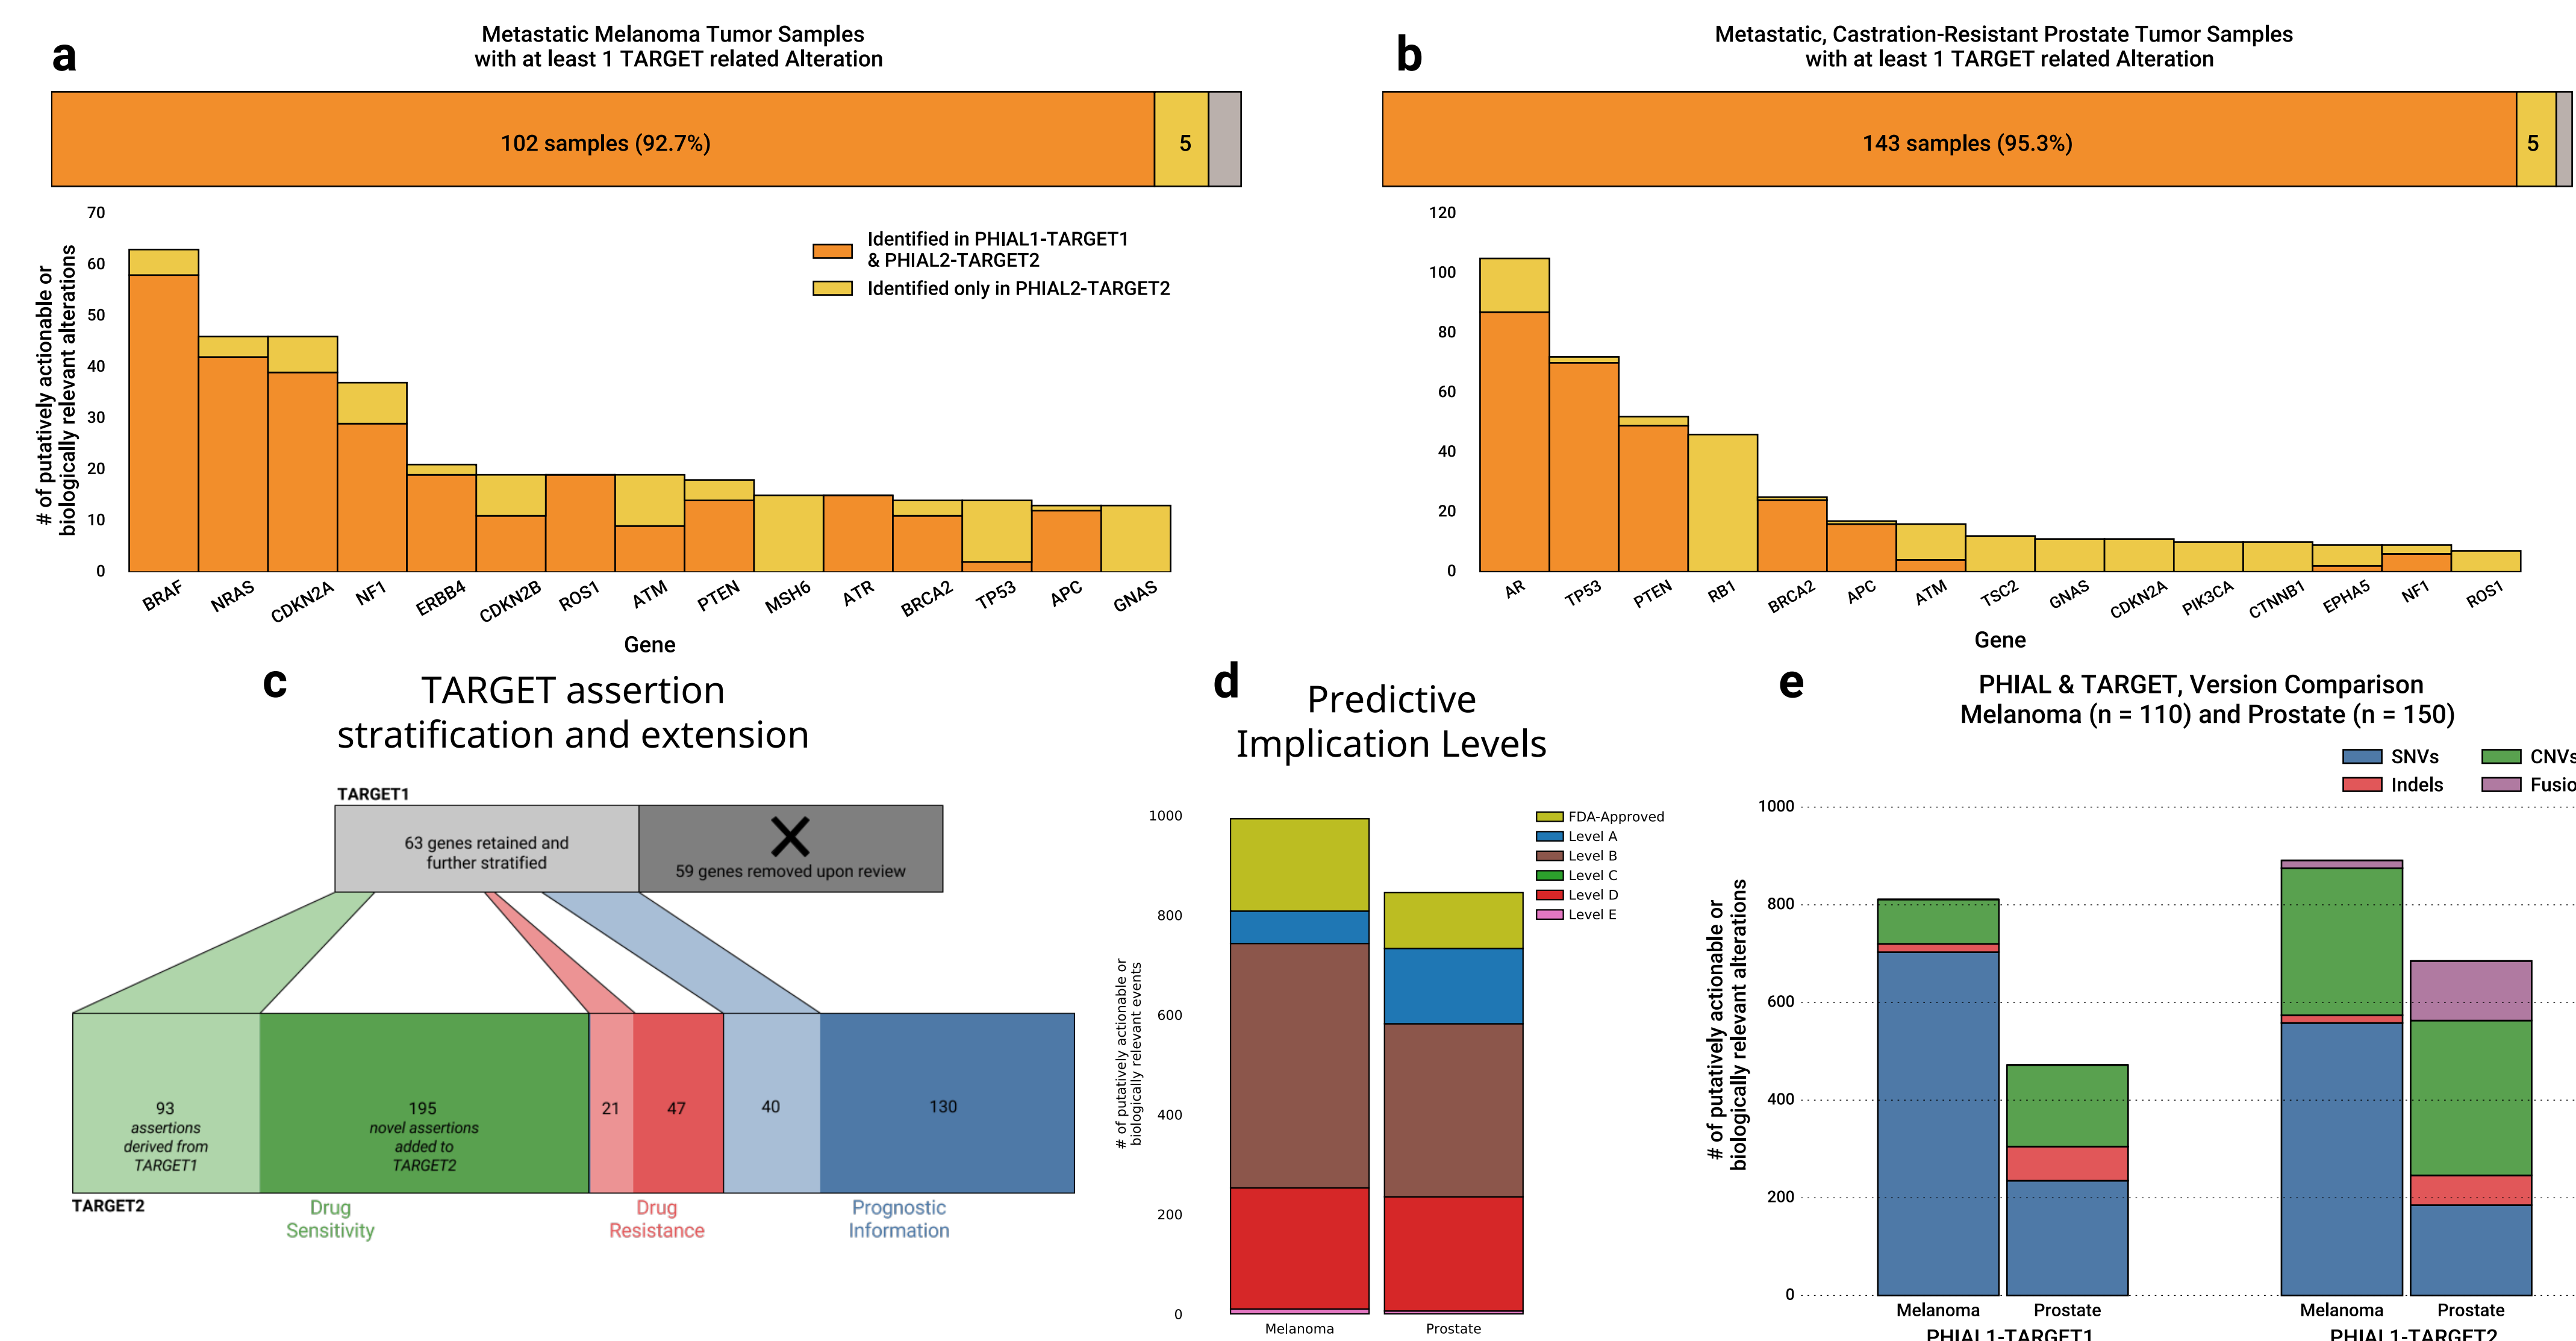 a
Metastatic Melanoma Tumor Samples
with at least 1 TARGET related Alteration
102 samples (92.7%)
5
# of putatively actionable or
biologically relevant alterations
70
60
50
40
30
20
10
0
Identified in PHIAL1-TARGET1
& PHIAL2-TARGET2
Identified only in PHIAL2-TARGET2
BRAF
NRAS
CDKN2A
NF1
ERBB4
CDKN2B
ROS1
ATM
PTEN
MSH6
ATR
BRCA2
TP53
APC
GNAS
Gene
b
Metastatic, Castration-Resistant Prostate Tumor Samples
with at least 1 TARGET related Alteration
143 samples (95.3%)
5
120
100
80
60
40
20
0
AR
TP53
PTEN
RB1
BRCA2
APC
ATM
TSC2
GNAS
CDKN2A
PIK3CA
CTNNB1
EPHA5
NF1
ROS1
Gene
c
TARGET assertion
stratification and extension
TARGET1
63 genes retained and
further stratified
59 genes removed upon review
93
assertions
derived from
TARGET1
195
novel assertions
added to
TARGET2
21
47
40
130
TARGET2
Drug
Sensitivity
Drug
Resistance
Prognostic
Information
d
Predictive
Implication Levels
# of putatively actionable or
biologically relevant events
1000
800
600
400
200
0
FDA-Approved
Level A
Level B
Level C
Level D
Level E
Melanoma
Prostate
e
PHIAL & TARGET, Version Comparison
Melanoma (n = 110) and Prostate (n = 150)
SNVs
CNVs
Indels
Fusio
# of putatively actionable or
biologically relevant alterations
1000
800
600
400
200
0
Melanoma
Prostate
Melanoma
Prostate
PHIAL1-TARGET1
PHIAL1-TARGET2